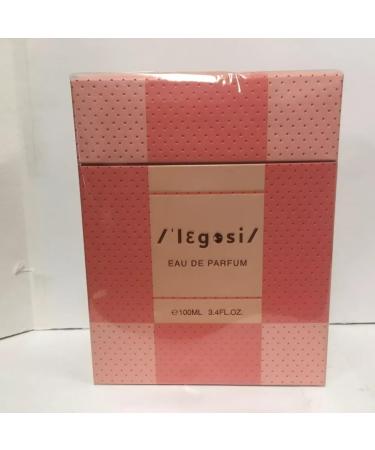 /ˈlɛgəsi/
EAU DE PARFUM
℮100ML 3.4FL.OZ.